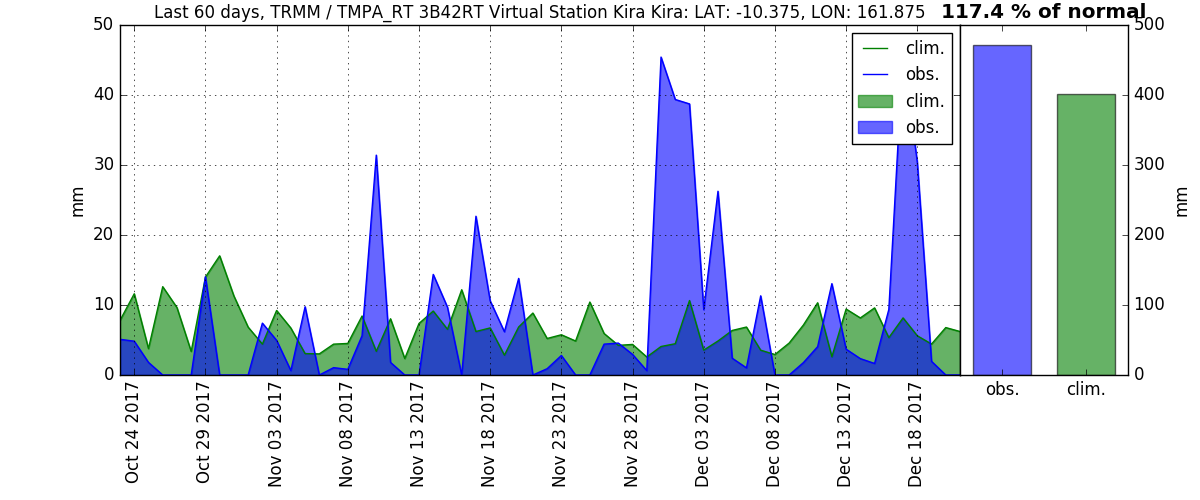 Last 60 days, TRMM / TMPA_RT 3B42RT Virtual Station Kira Kira: LAT: -10.375, LON: 161.875
117.4 % of normal
50
40
30
20
10
0
mm
clim.
obs.
clim.
obs.
500
400
300
200
100
0
mm
Oct 24 2017
Oct 29 2017
Nov 03 2017
Nov 08 2017
Nov 13 2017
Nov 18 2017
Nov 23 2017
Nov 28 2017
Dec 03 2017
Dec 08 2017
Dec 13 2017
Dec 18 2017
obs.
clim.